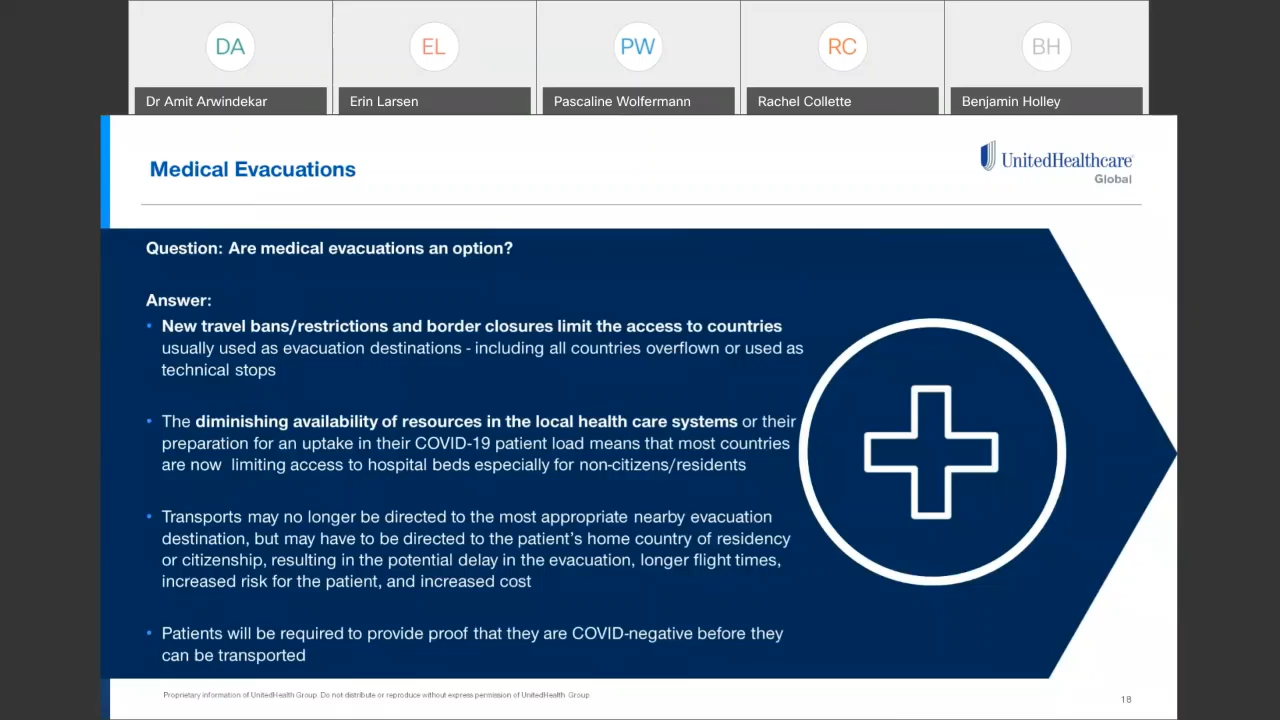 DA
EL
PW
RC
BH
Dr Amit Arwindekar
Erin Larsen
Pascaline Wolfermann
Rachel Collette
Benjamin Holley
Medical Evacuations
UnitedHealthcare
Global
Question: Are medical evacuations an option?
Answer:
• New travel bans/restrictions and border closures limit the access to countries
usually used as evacuation destinations - including all countries overflown or used as
technical stops
• The diminishing availability of resources in the local health care systems or their
preparation for an uptake in their COVID-19 patient load means that most countries
are now limiting access to hospital beds especially for non-citizens/residents
• Transports may no longer be directed to the most appropriate nearby evacuation
destination, but may have to be directed to the patient's home country of residency
or citizenship, resulting in the potential delay in the evacuation, longer flight times,
increased risk for the patient, and increased cost
• Patients will be required to provide proof that they are COVID-negative before they
can be transported
Proprietary information of UnitedHealth Group. Do not distribute or reproduce without express permission of UnitedHealth Group.
18